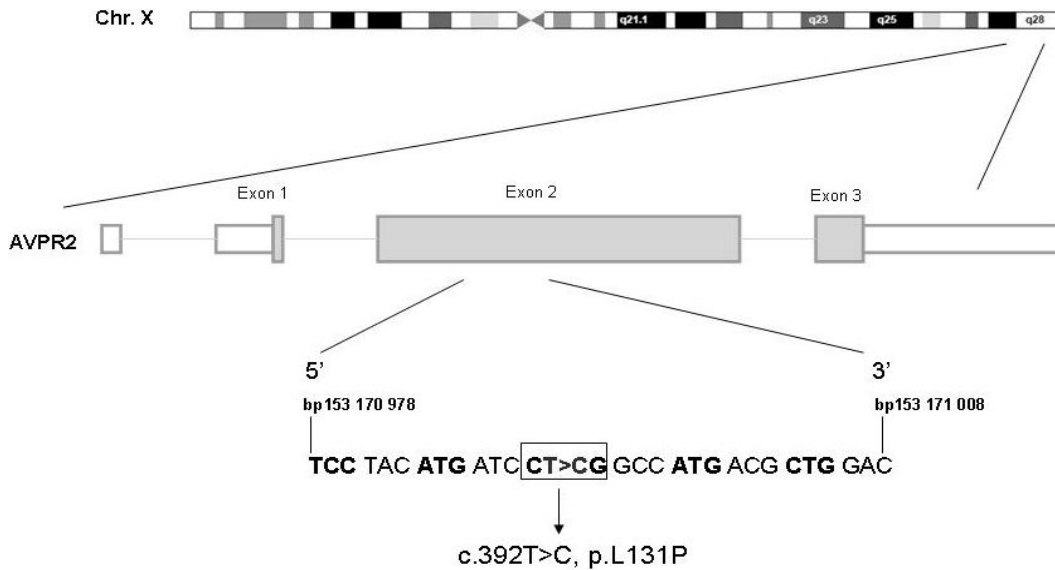 Chr. X
q21.1 q23 q25 q28
Exon 1 Exon 2 Exon 3
AVPR2
5’ 3’
bp153 170 978 bp153 171 008
TCC TAC ATG ATC CT>CG GCC ATG ACG CTG GAC
c.392T>C, p.L131P